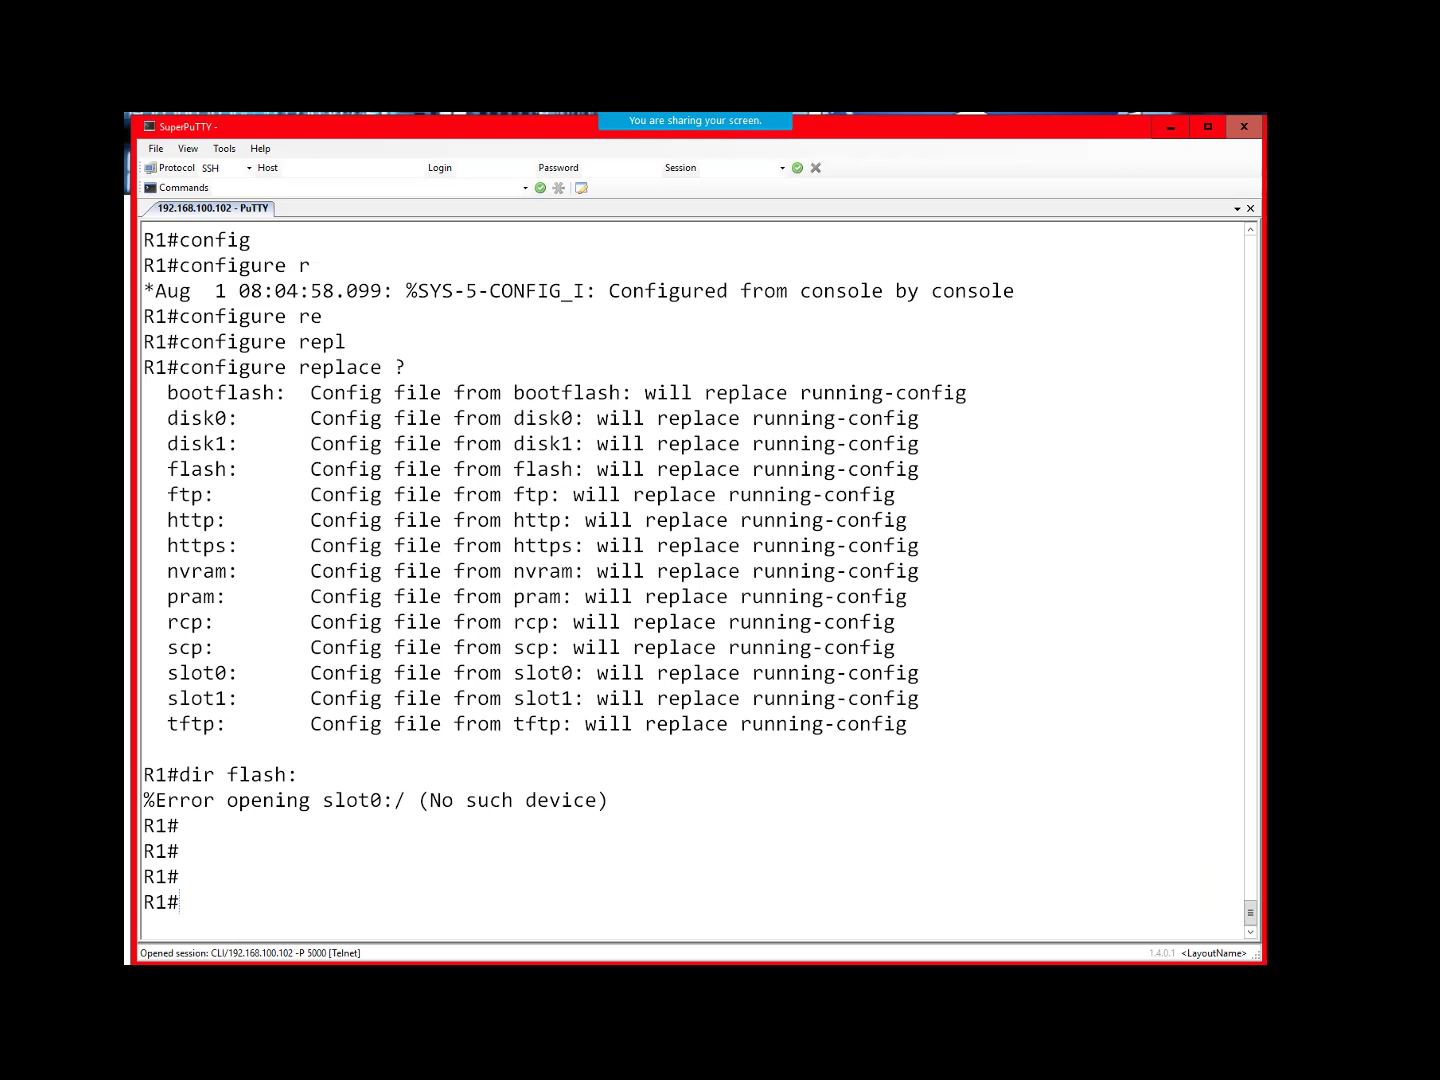 You are sharing your screen.
SuperPuTTY -
File View Tools Help
Protocol SSH Host Login Password Session
Commands
192.168.100.102 - PuTTY
R1#config
R1#configure r
*Aug  1 08:04:58.099: %SYS-5-CONFIG_I: Configured from console by console
R1#configure re
R1#configure repl
R1#configure replace ?
  bootflash:  Config file from bootflash: will replace running-config
  disk0:      Config file from disk0: will replace running-config
  disk1:      Config file from disk1: will replace running-config
  flash:      Config file from flash: will replace running-config
  ftp:        Config file from ftp: will replace running-config
  http:       Config file from http: will replace running-config
  https:      Config file from https: will replace running-config
  nvram:      Config file from nvram: will replace running-config
  pram:       Config file from pram: will replace running-config
  rcp:        Config file from rcp: will replace running-config
  scp:        Config file from scp: will replace running-config
  slot0:      Config file from slot0: will replace running-config
  slot1:      Config file from slot1: will replace running-config
  tftp:       Config file from tftp: will replace running-config
R1#dir flash:
%Error opening slot0:/ (No such device)
R1#
R1#
R1#
R1#
Opened session: CLI/192.168.100.102 -P 5000 [Telnet] 1.4.0.1 <LayoutName>